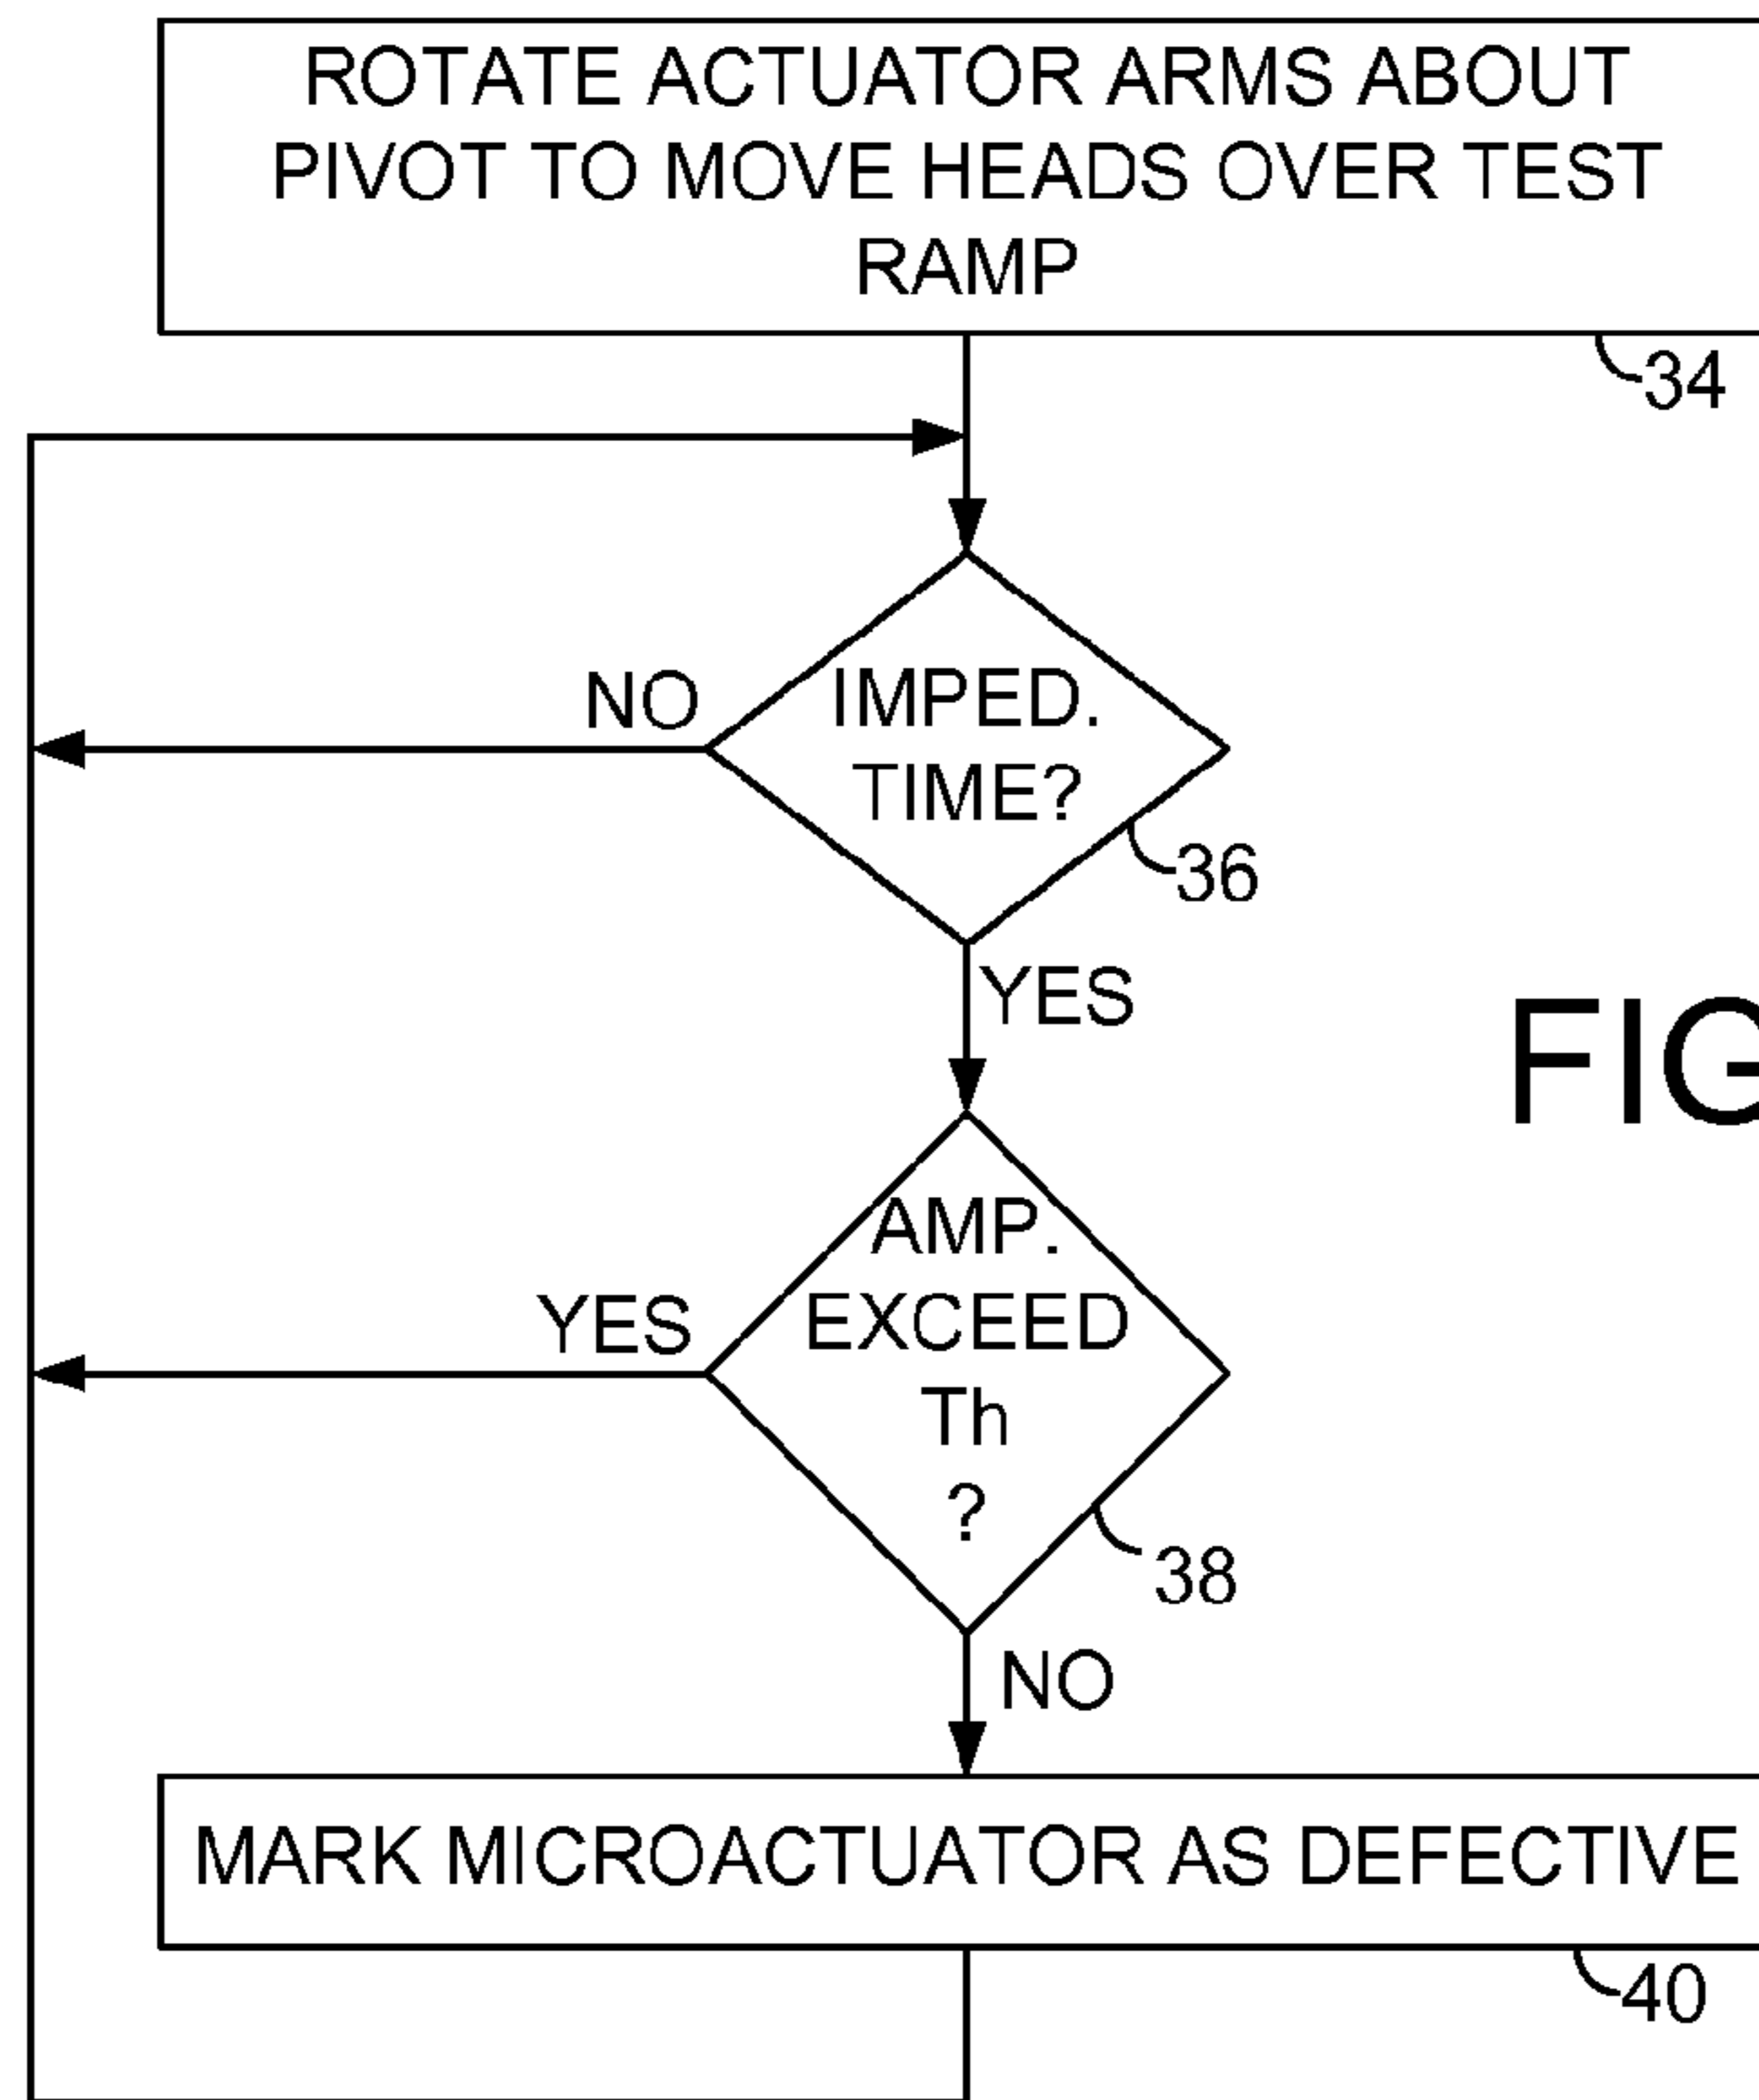 ROTATE ACTUATOR ARMS ABOUT
PIVOT TO MOVE HEADS OVER TEST
RAMP
34
NO
IMPED.
TIME?
36
YES
FIG
AMP.
EXCEED
Th
?
YES
38
NO
MARK MICROACTUATOR AS DEFECTIVE
40